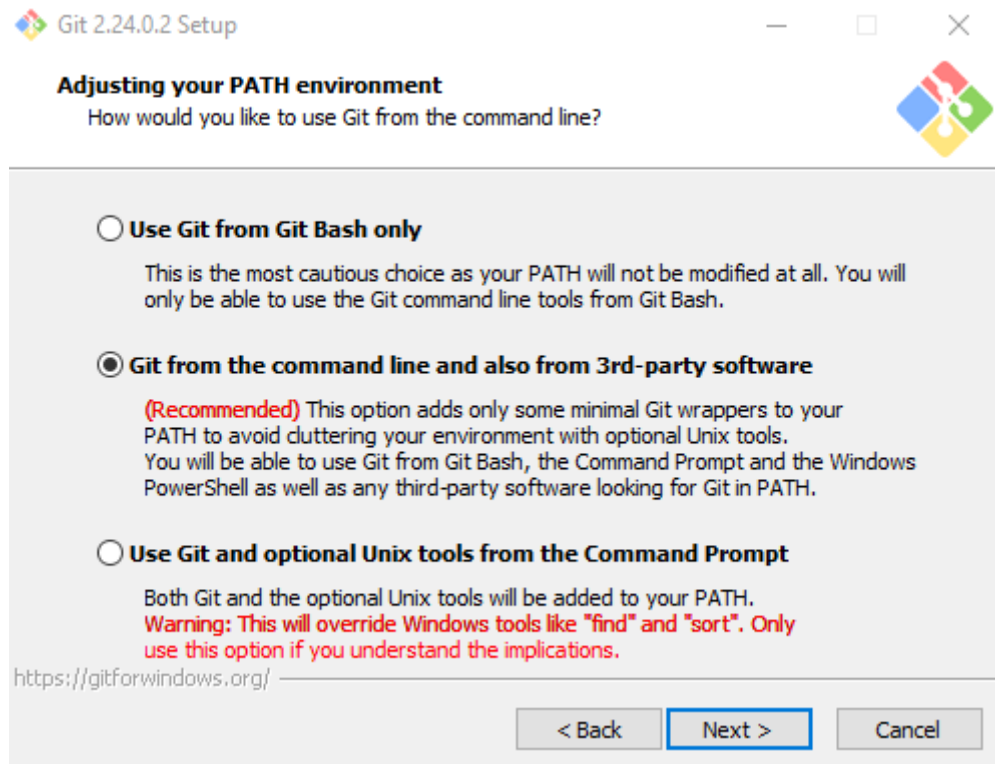 Git 2.24.0.2 Setup
Adjusting your PATH environment
How would you like to use Git from the command line?
Use Git from Git Bash only
This is the most cautious choice as your PATH will not be modified at all. You will
only be able to use the Git command line tools from Git Bash.
Git from the command line and also from 3rd-party software
(Recommended) This option adds only some minimal Git wrappers to your
PATH to avoid cluttering your environment with optional Unix tools.
You will be able to use Git from Git Bash, the Command Prompt and the Windows
PowerShell as well as any third-party software looking for Git in PATH.
Use Git and optional Unix tools from the Command Prompt
Both Git and the optional Unix tools will be added to your PATH.
Warning: This will override Windows tools like "find" and "sort". Only
use this option if you understand the implications.
https://gitforwindows.org/
< Back
Next >
Cancel